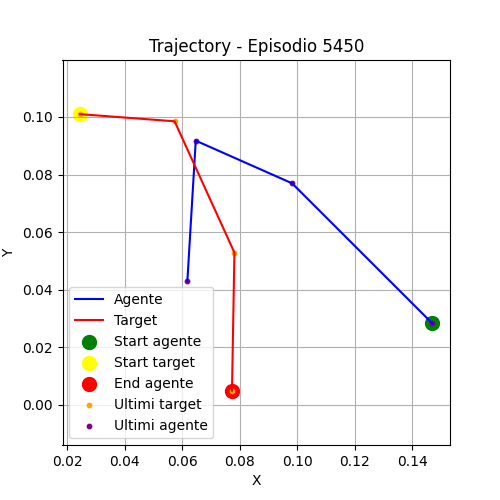 Trajectory - Episodio 5450
Y
0.10
0.08
0.06
0.04
0.02
0.00
Agente
Target
Start agente
Start target
End agente
Ultimi target
Ultimi agente
0.02 0.04 0.06 0.08 0.10 0.12 0.14
X